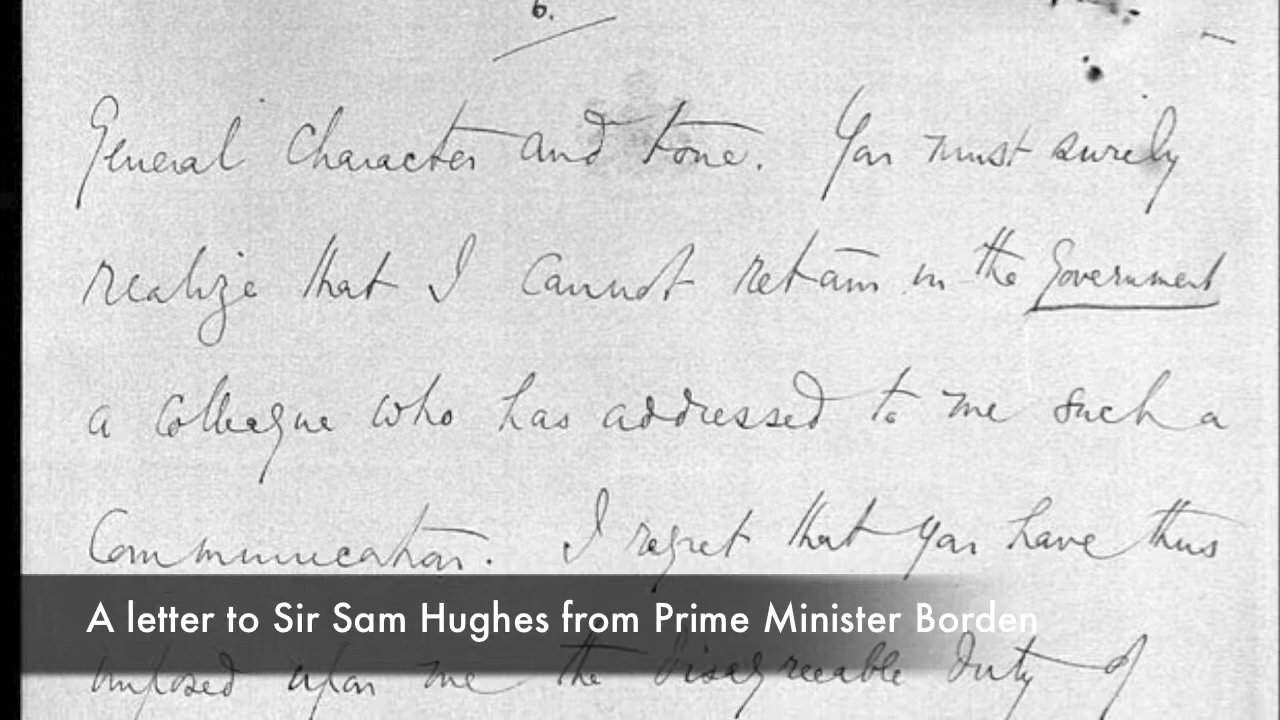 6.
General Character and tone. You must surely
realize that I cannot retain in the Government
a colleague who has addressed to me such a
Communication. I regret that you have thus
A letter to Sir Sam Hughes from Prime Minister Borden
imposed upon me the disagreeable duty of